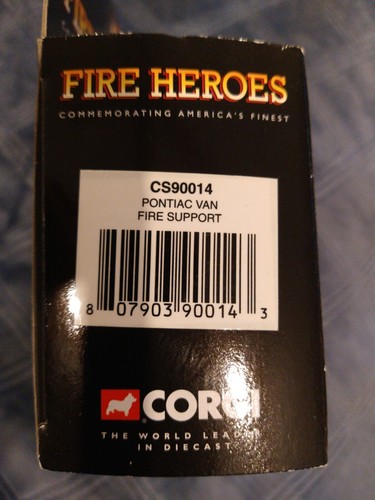 FIRE HEROES
COMMEMORATING AMERICA'S FINEST
CS90014
PONTIAC VAN
FIRE SUPPORT
8 07903 90014 3
CORGI
THE WORLD LEADER
IN DIECAST